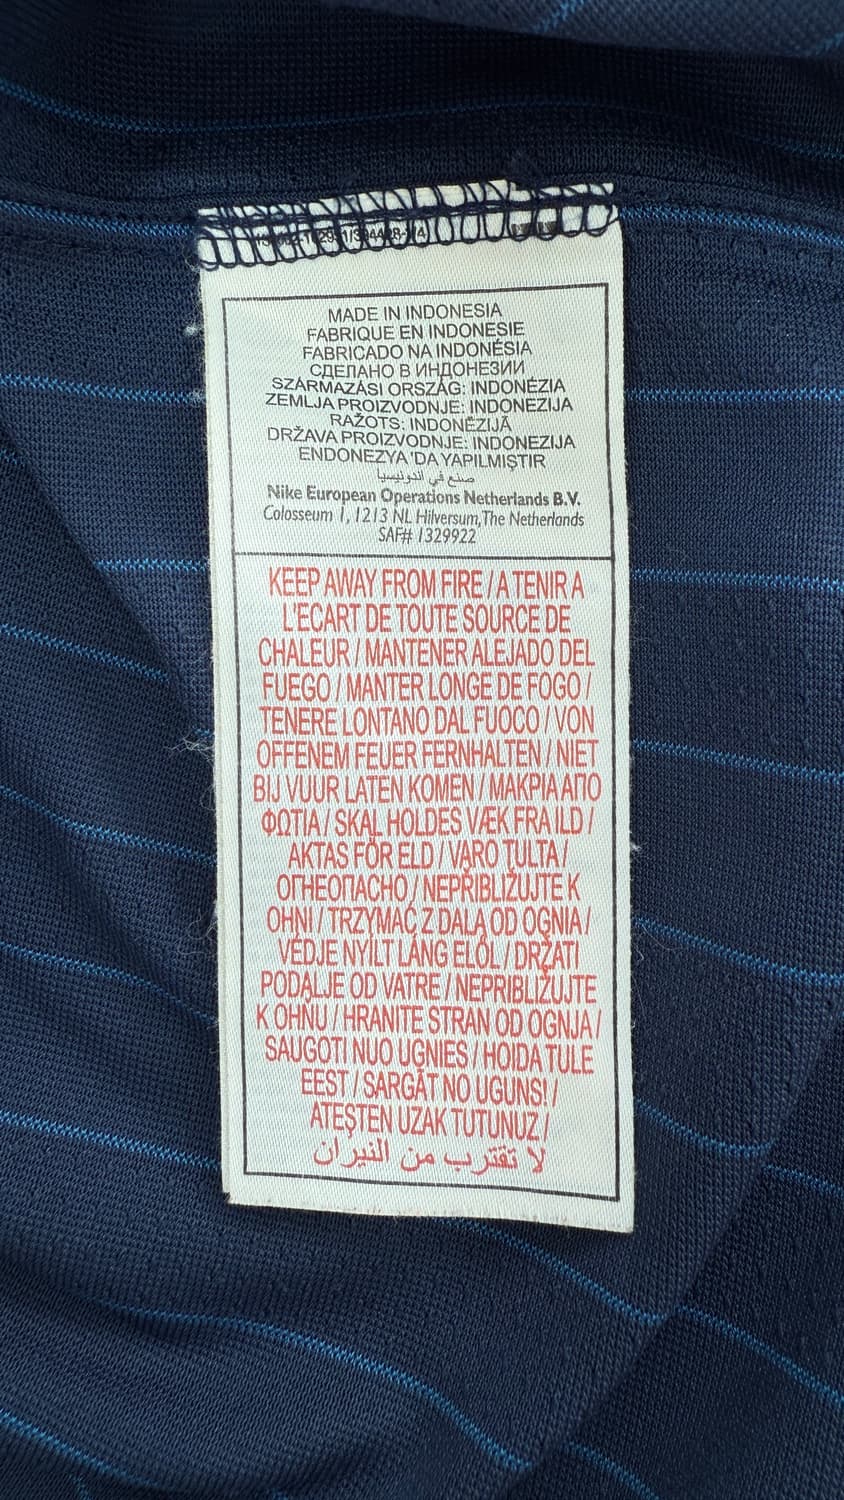 MADE IN INDONESIA
FABRIQUE EN INDONESIE
FABRICADO NA INDONÉSIA
СДЕЛАНО В ИНДОНЕЗИИ
SZÁRMAZÁSI ORSZÁG: INDONÉZIA
ZEMLJA PROIZVODNJE: INDONEZIJA
RAŽOTS: INDONĒZIJĀ
DRŽAVA PROIZVODNJE: INDONEZIJA
ENDONEZYA 'DA YAPILMIŞTIR
صنع في أندونيسيا
Nike European Operations Netherlands B.V.
Colosseum 1, 1213 NL Hilversum, The Netherlands
SAF# 1329922
KEEP AWAY FROM FIRE / A TENIR A
L'ECART DE TOUTE SOURCE DE
CHALEUR / MANTENER ALEJADO DEL
FUEGO / MANTER LONGE DE FOGO /
TENERE LONTANO DAL FUOCO / VON
OFFENEM FEUER FERNHALTEN / NIET
BIJ VUUR LATEN KOMEN / ΜΑΚΡΙΑ ΑΠΟ
ΦΩΤΙΑ / SKAL HOLDES VÆK FRA ILD /
AKTAS FÖR ELD / VARO TULTA /
ОГНЕОПАСНО / NEPŘIBLIŽUJTE K
OHNI / TRZYMAĆ Z DALA OD OGNIA /
VÉDJE NYÍLT LÁNG ELŐL / DRŽATI
PODALJE OD VATRE / NEPRIBLIŽUJTE
K OHŇU / HRANITE STRAN OD OGNJA /
SAUGOTI NUO UGNIES / HOIDA TULE
EEST / SARGĀT NO UGUNS! /
ATEŞTEN UZAK TUTUNUZ /
لا تقترب من النيران